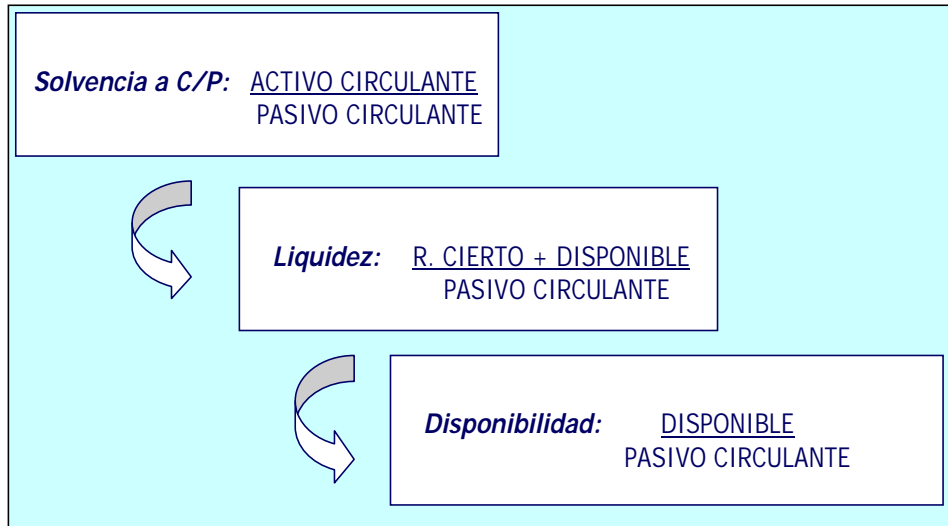 Solvencia a C/P: ACTIVO CIRCULANTE
PASIVO CIRCULANTE
Liquidez: R. CIERTO + DISPONIBLE
PASIVO CIRCULANTE
Disponibilidad: DISPONIBLE
PASIVO CIRCULANTE